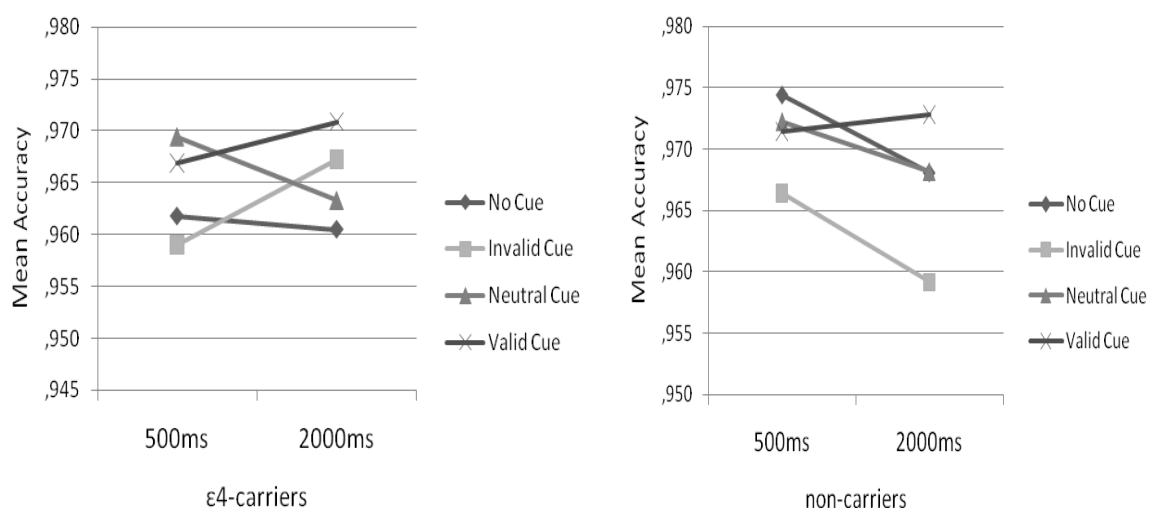 ,980
,975
,970
,965
,960
,955
,950
,945
Mean Accuracy
500ms
2000ms
ε4-carriers
No Cue
Invalid Cue
Neutral Cue
Valid Cue
,980
,975
,970
,965
,960
,955
,950
Mean Accuracy
500ms
2000ms
non-carriers
No Cue
Invalid Cue
Neutral Cue
Valid Cue